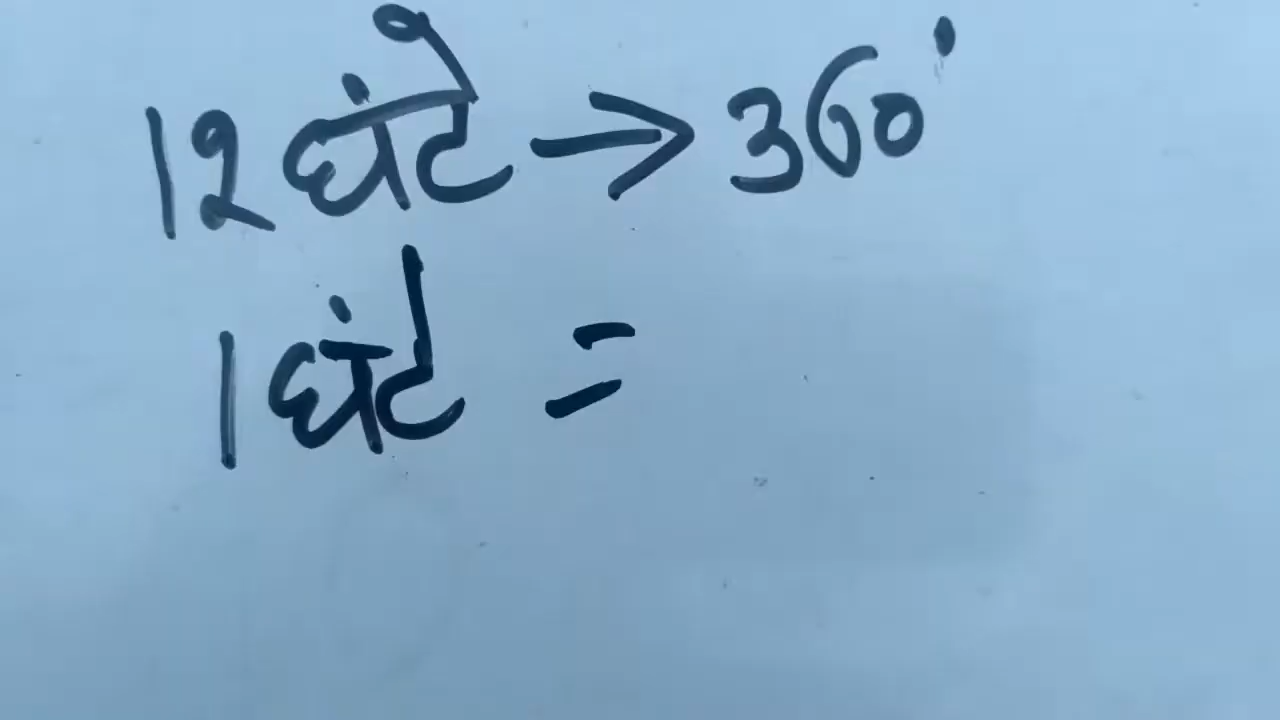 12 घंटे → 360°
1 घंटे =